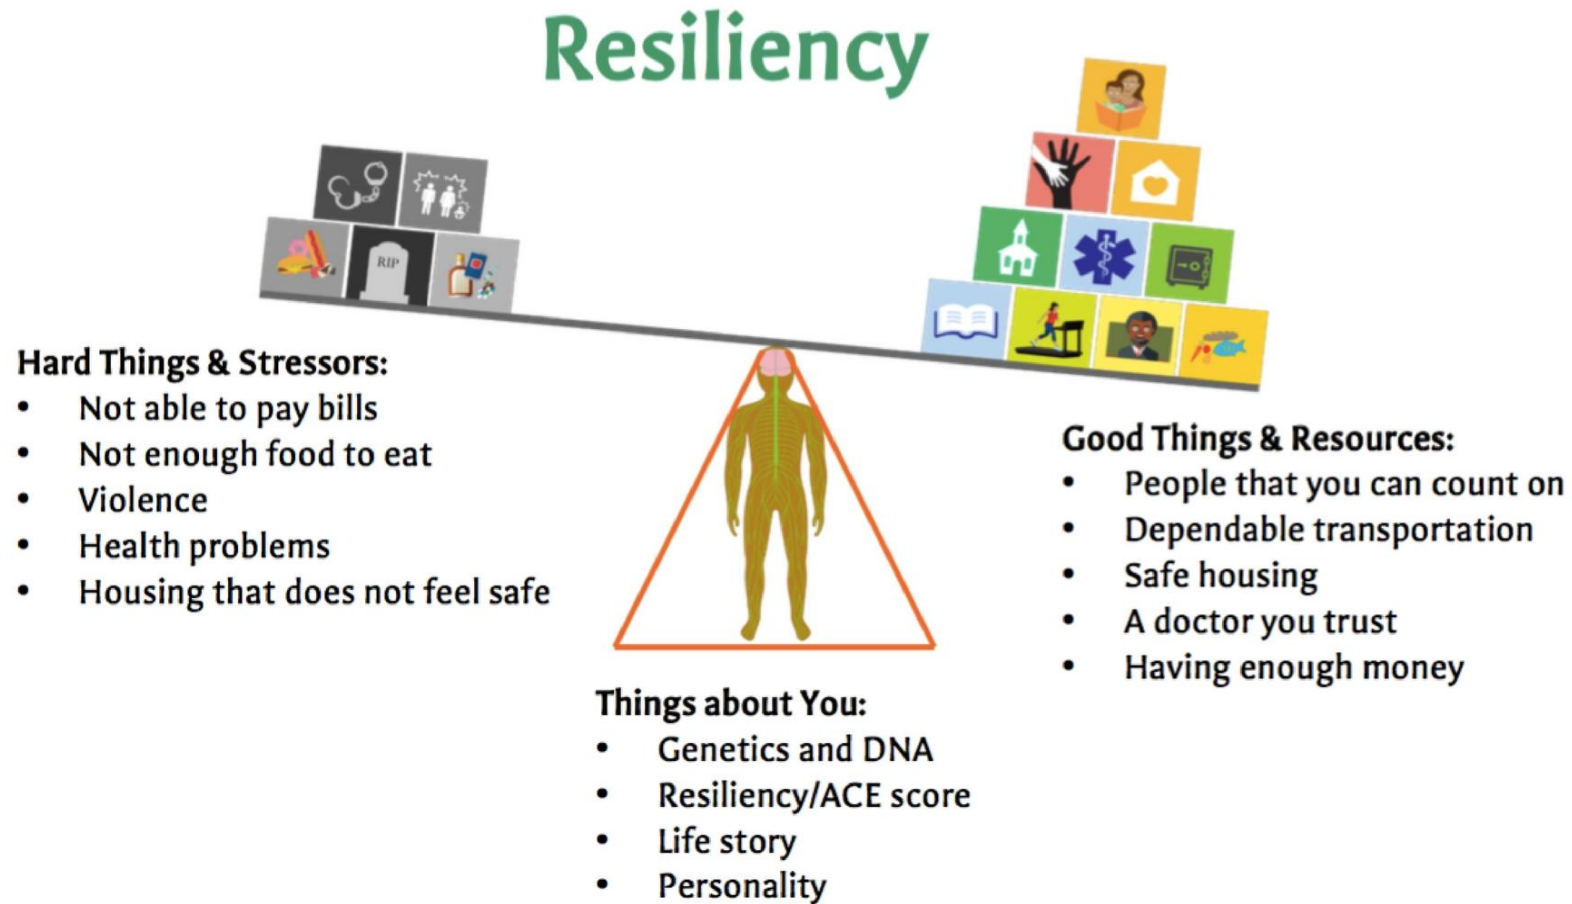 Resiliency
RIP
Hard Things & Stressors:
• Not able to pay bills
• Not enough food to eat
• Violence
• Health problems
• Housing that does not feel safe
Good Things & Resources:
• People that you can count on
• Dependable transportation
• Safe housing
• A doctor you trust
• Having enough money
Things about You:
• Genetics and DNA
• Resiliency/ACE score
• Life story
• Personality